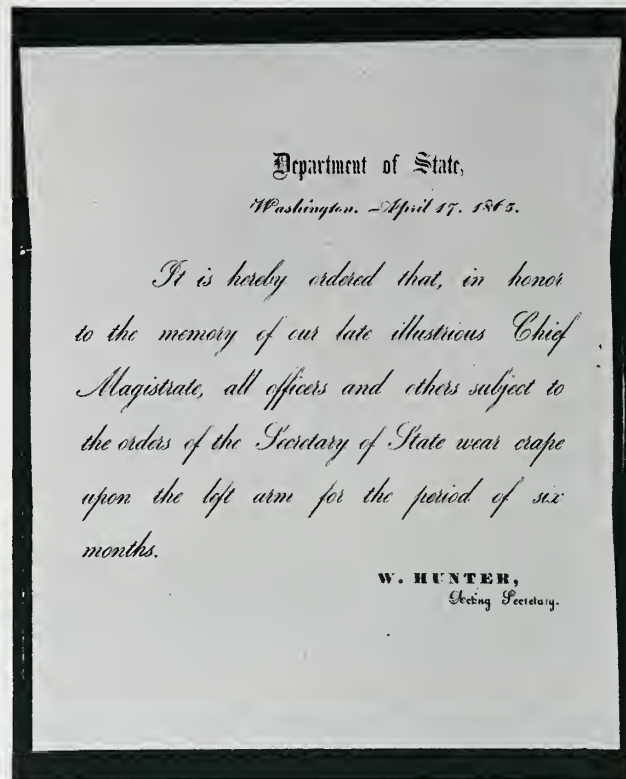 Department of State,
Washington. April 17. 1865.
It is hereby ordered that, in honor
to the memory of our late illustrious Chief
Magistrate, all officers and others subject to
the orders of the Secretary of State wear crape
upon the left arm for the period of six
months.
W. HUNTER,
Acting Secretary.